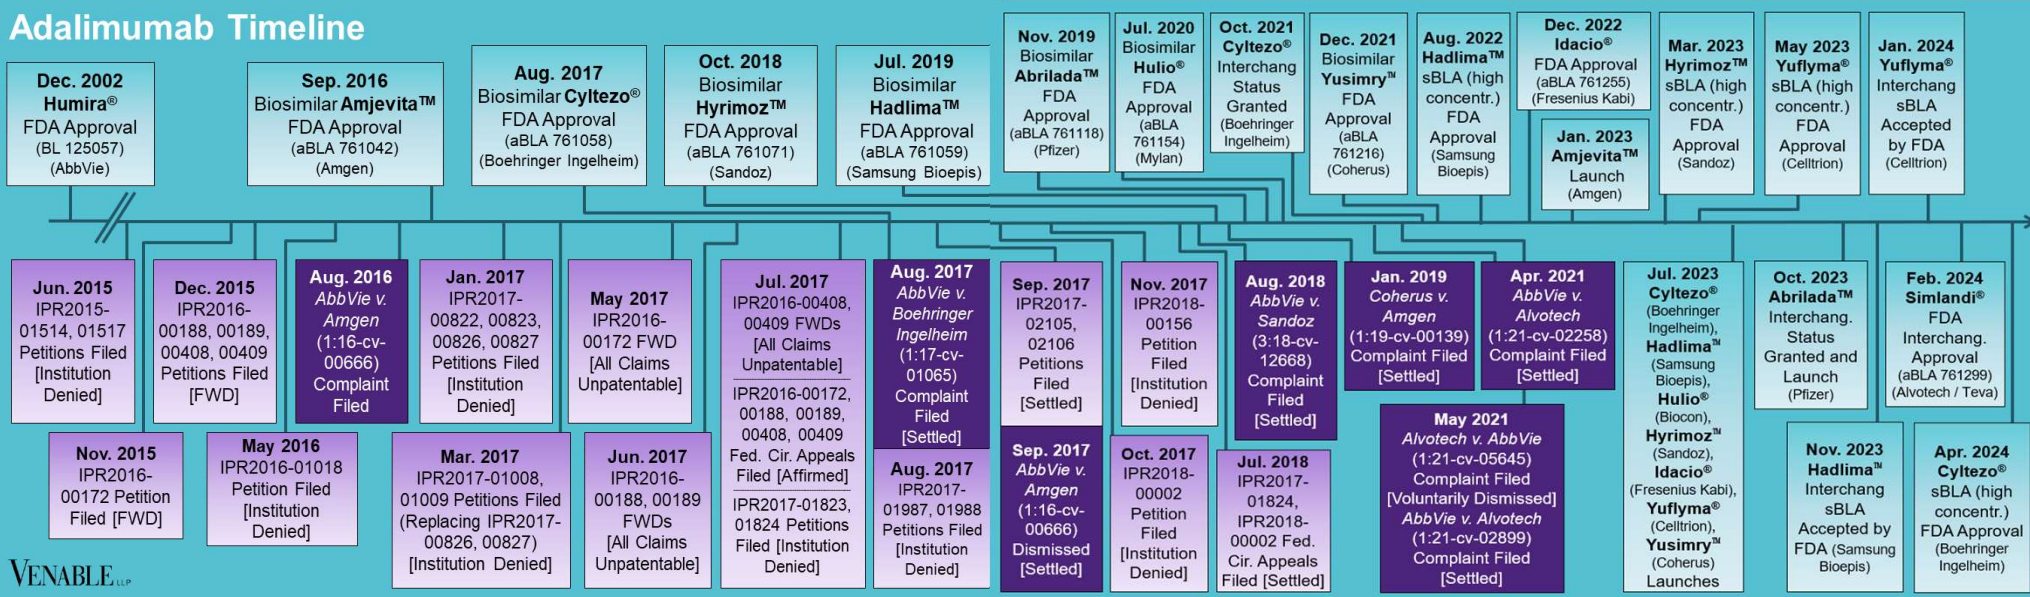 Adalimumab Timeline
Dec. 2002
Humira®
FDA Approval
(BL 125057)
(AbbVie)
Sep. 2016
Biosimilar Amjevita™
FDA Approval
(aBLA 761042)
(Amgen)
Aug. 2017
Biosimilar Cyltezo®
FDA Approval
(aBLA 761058)
(Boehringer Ingelheim)
Oct. 2018
Biosimilar
Hyrimoz™
FDA Approval
(aBLA 761071)
(Sandoz)
Jul. 2019
Biosimilar
Hadlima™
FDA Approval
(aBLA 761059)
(Samsung Bioepis)
Nov. 2019
Biosimilar
Abrilada™
FDA
Approval
(aBLA 761118)
(Pfizer)
Jul. 2020
Biosimilar
Hulio®
FDA
Approval
(aBLA
761154)
(Mylan)
Oct. 2021
Cyltezo®
Interchang
Status
Granted
(Boehringer
Ingelheim)
Dec. 2021
Biosimilar
Yusimry™
FDA
Approval
(aBLA
761216)
(Coherus)
Aug. 2022
Hadlima™
sBLA (high
concentr.)
FDA
Approval
(Samsung
Bioepis)
Dec. 2022
Idacio®
FDA Approval
(aBLA 761255)
(Fresenius Kabi)
Jan. 2023
Amjevita™
Launch
(Amgen)
Mar. 2023
Hyrimoz™
sBLA (high
concentr.)
FDA
Approval
(Sandoz)
May 2023
Yuflyma®
sBLA (high
concentr.)
FDA
Approval
(Celltrion)
Jan. 2024
Yuflyma®
Interchang
sBLA
Accepted
by FDA
(Celltrion)
Jun. 2015
IPR2015-
01514, 01517
Petitions Filed
[Institution
Denied]
Nov. 2015
IPR2016-
00172 Petition
Filed [FWD]
Dec. 2015
IPR2016-
00188, 00189,
00408, 00409
Petitions Filed
[FWD]
May 2016
IPR2016-01018
Petition Filed
[Institution
Denied]
Aug. 2016
AbbVie v.
Amgen
(1:16-cv-
00666)
Complaint
Filed
Jan. 2017
IPR2017-
00822, 00823,
00826, 00827
Petitions Filed
[Institution
Denied]
Mar. 2017
IPR2017-01008,
01009 Petitions Filed
(Replacing IPR2017-
00826, 00827)
[Institution Denied]
May 2017
IPR2016-
00172 FWD
[All Claims
Unpatentable]
Jun. 2017
IPR2016-
00188, 00189
FWDs
[All Claims
Unpatentable]
Jul. 2017
IPR2016-00408,
00409 FWDs
[All Claims
Unpatentable]
IPR2016-00172,
00188, 00189,
00408, 00409
Fed. Cir. Appeals
Filed [Affirmed]
IPR2017-01823,
01824 Petitions
Filed [Institution
Denied]
Aug. 2017
AbbVie v.
Boehringer
Ingelheim
(1:17-cv-
01065)
Complaint
Filed
[Settled]
Aug. 2017
IPR2017-
01987, 01988
Petitions Filed
[Institution
Denied]
Sep. 2017
IPR2017-
02105,
02106
Petitions
Filed
[Settled]
Sep. 2017
AbbVie v.
Amgen
(1:16-cv-
00666)
Dismissed
[Settled]
Nov. 2017
IPR2018-
00156
Petition
Filed
[Institution
Denied]
Oct. 2017
IPR2018-
00002
Petition
Filed
[Institution
Denied]
Aug. 2018
AbbVie v.
Sandoz
(3:18-cv-
12668)
Complaint
Filed
[Settled]
Jul. 2018
IPR2017-
01824,
IPR2018-
00002 Fed.
Cir. Appeals
Filed [Settled]
Jan. 2019
Coherus v.
Amgen
(1:19-cv-00139)
Complaint Filed
[Settled]
Apr. 2021
AbbVie v.
Alvotech
(1:21-cv-02258)
Complaint Filed
[Settled]
May 2021
Alvotech v. AbbVie
(1:21-cv-05645)
Complaint Filed
[Voluntarily Dismissed]
AbbVie v. Alvotech
(1:21-cv-02899)
Complaint Filed
[Settled]
Jul. 2023
Cyltezo®
(Boehringer
Ingelheim),
Hadlima™
(Samsung
Bioepis),
Hulio®
(Biocon),
Hyrimoz™
(Sandoz),
Idacio®
(Fresenius Kabi),
Yuflyma®
(Celltrion),
Yusimry™
(Coherus)
Launches
Oct. 2023
Abrilada™
Interchang.
Status
Granted and
Launch
(Pfizer)
Nov. 2023
Hadlima™
Interchang
sBLA
Accepted by
FDA (Samsung
Bioepis)
Feb. 2024
Simlandi®
FDA
Interchang.
Approval
(aBLA 761299)
(Alvotech / Teva)
Apr. 2024
Cyltezo®
sBLA (high
concentr.)
FDA Approval
(Boehringer
Ingelheim)
VENABLE LLP